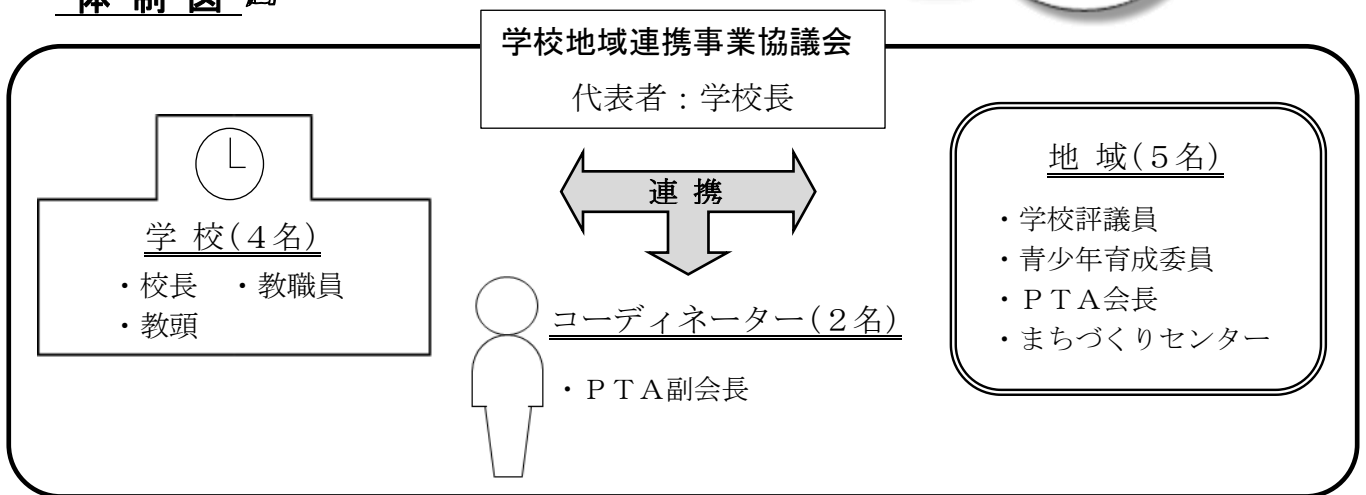 体 制 図
学校地域連携事業協議会
代表者：学校長
連 携
学 校(４名)
・校長　・教職員
・教頭
コーディネーター(２名)
・ＰＴＡ副会長
地 域(５名)
・学校評議員
・青少年育成委員
・ＰＴＡ会長
・まちづくりセンター